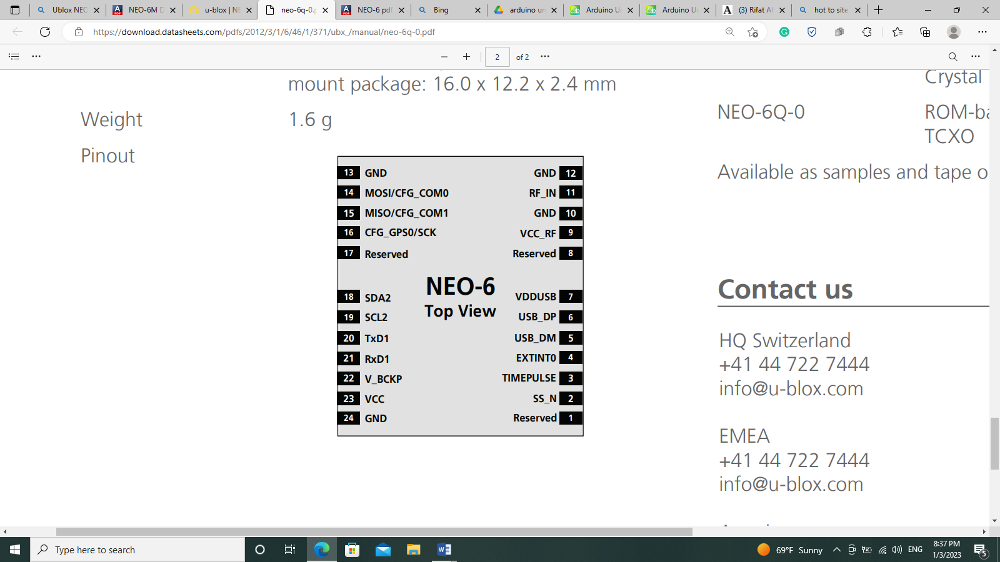 Ublox NEO
NEO-6M D
u-blox | NE
neo-6q-0.p
NEO-6 pdf
Bing
arduino un
Arduino U
Arduino U
(3) Rifat Al
hot to site
https://download.datasheets.com/pdfs/2012/3/1/6/46/1/371/ubx_/manual/neo-6q-0.pdf
2 of 2
mount package: 16.0 x 12.2 x 2.4 mm
Weight 1.6 g
Pinout
13 GND
14 MOSI/CFG_COM0
15 MISO/CFG_COM1
16 CFG_GPS0/SCK
17 Reserved
18 SDA2
19 SCL2
20 TxD1
21 RxD1
22 V_BCKP
23 VCC
24 GND
NEO-6
Top View
GND 12
RF_IN 11
GND 10
VCC_RF 9
Reserved 8
VDDUSB 7
USB_DP 6
USB_DM 5
EXTINT0 4
TIMEPULSE 3
SS_N 2
Reserved 1
Crystal
NEO-6Q-0 ROM-ba
TCXO
Available as samples and tape o
Contact us
HQ Switzerland
+41 44 722 7444
info@u-blox.com
EMEA
+41 44 722 7444
info@u-blox.com
Type here to search
69°F Sunny
ENG
8:37 PM
1/3/2023
5